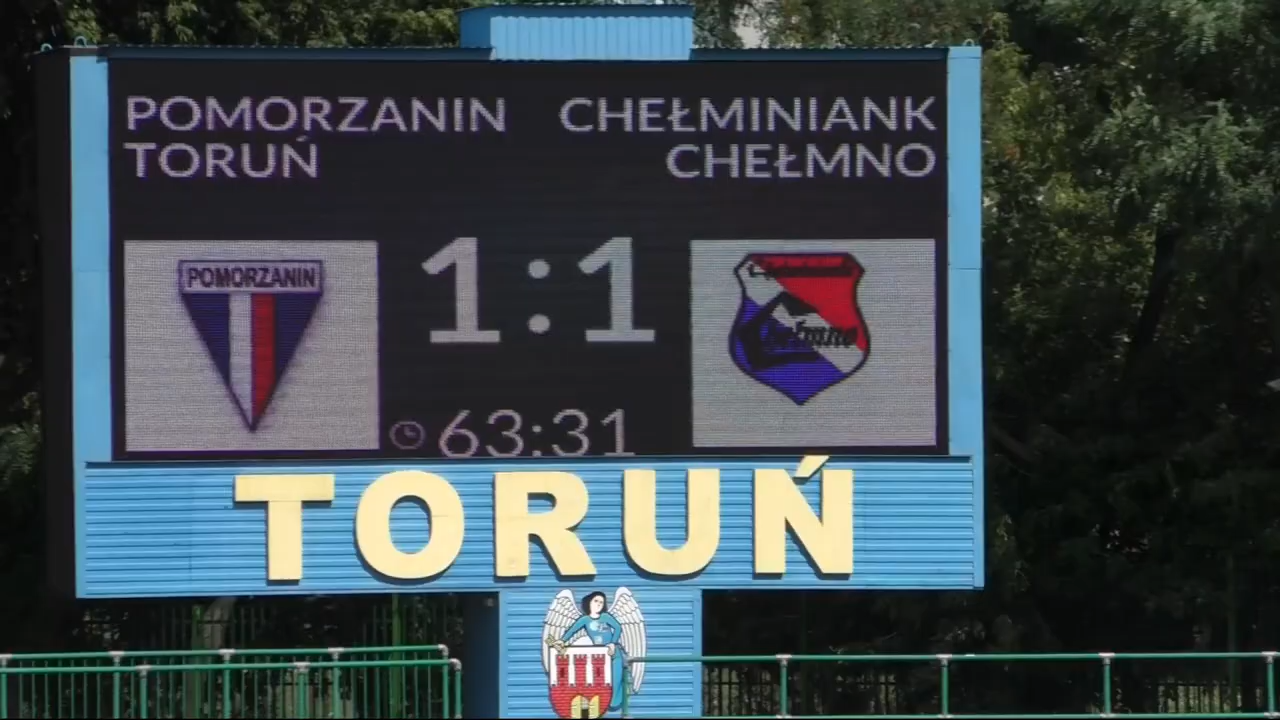 POMORZANIN
TORUŃ
CHEŁMINIANK
CHEŁMNO
POMORZANIN
1:1
63:31
TORUŃ